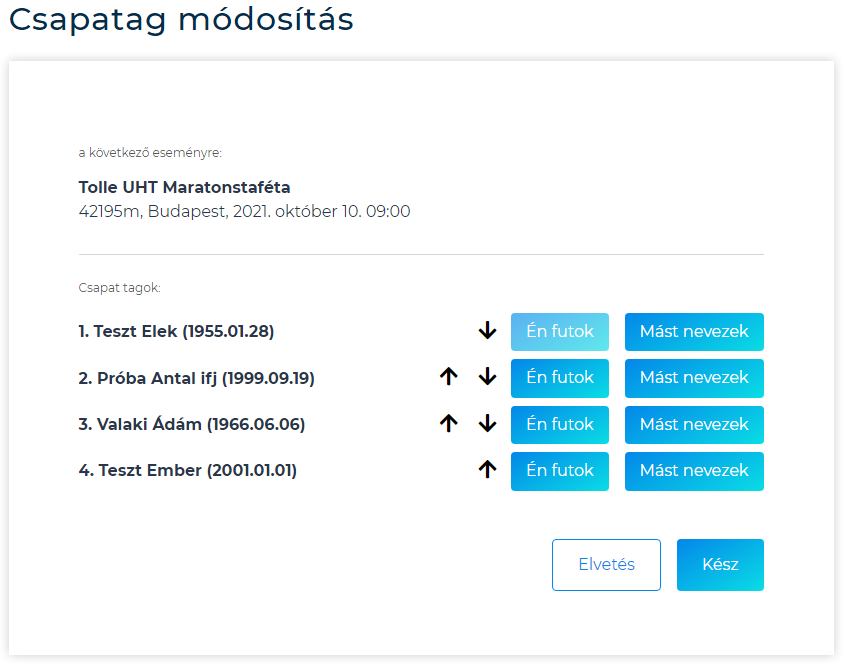 Csapatag módosítás
a következő eseményre:
Tolle UHT Maratonstaféta
42195m, Budapest, 2021. október 10. 09:00
Csapat tagok:
1. Teszt Elek (1955.01.28) Én futok Mást nevezek
2. Próba Antal ifj (1999.09.19) Én futok Mást nevezek
3. Valaki Ádám (1966.06.06) Én futok Mást nevezek
4. Teszt Ember (2001.01.01) Én futok Mást nevezek
Elvetés Kész